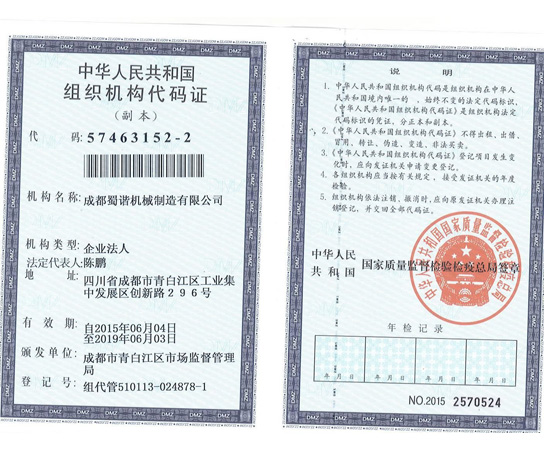 中华人民共和国
组织机构代码证
(副本)
代 码: 57463152-2
机构名称: 成都蜀谐机械制造有限公司
机构类型: 企业法人
法定代表人: 陈鹏
地 址: 四川省成都市青白江区工业集
中发展区创新路296号
有 效 期: 自2015年06月04日
至2019年06月03日
颁发单位: 成都市青白江区市场监督管理
局
登 记 号: 组代管510113-024878-1
说 明
1. 中华人民共和国组织机构代码是组织机构在中华人
民共和国境内唯一的、始终不变的法定代码标识,
《中华人民共和国组织机构代码证》是组织机构法定
代码标识的凭证,分正本和副本。
2. 《中华人民共和国组织机构代码证》不得出租,出借,
冒用,转让,伪造,变造,非法买卖。
3. 《中华人民共和国组织机构代码证》登记项目发生变
化时,应向发证机关申请变更登记。
4. 各组织机构应当按有关规定,接受发证机关的年度
检验。
5. 组织机构依法注销、撤消时,应向原发证机关办理注
销登记,并交回全部代码证。
中华人民
共和国 国家质量监督检验检疫总局签章
年检记录
年 月 日 年 月 日 年 月 日 年 月 日
NO.2015 2570524